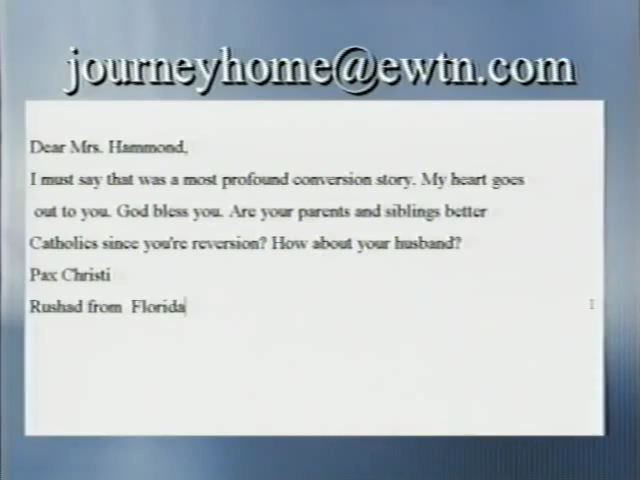 journeyhome@ewtn.com
Dear Mrs. Hammond,
I must say that was a most profound conversion story. My heart goes
out to you. God bless you. Are your parents and siblings better
Catholics since you're reversion? How about your husband?
Pax Christi
Rushad from Florida